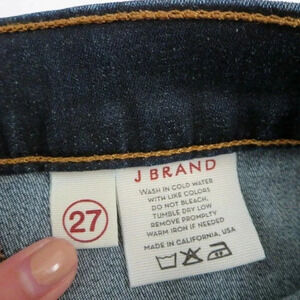 27
J BRAND
WASH IN COLD WATER
WITH LIKE COLORS
DO NOT BLEACH.
TUMBLE DRY LOW
REMOVE PROMPTLY
WARM IRON IF NEEDED
MADE IN CALIFORNIA, USA